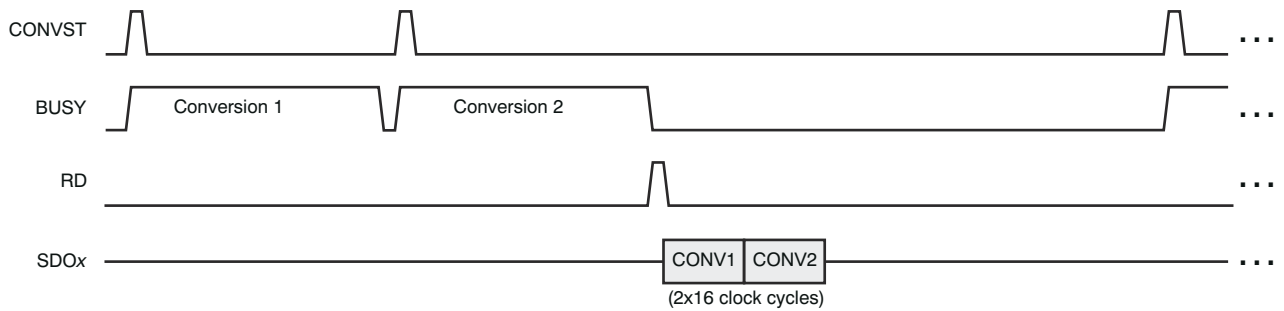 CONVST
...
BUSY
Conversion 1
Conversion 2
...
RD
...
SDOx
CONV1
CONV2
...
(2x16 clock cycles)